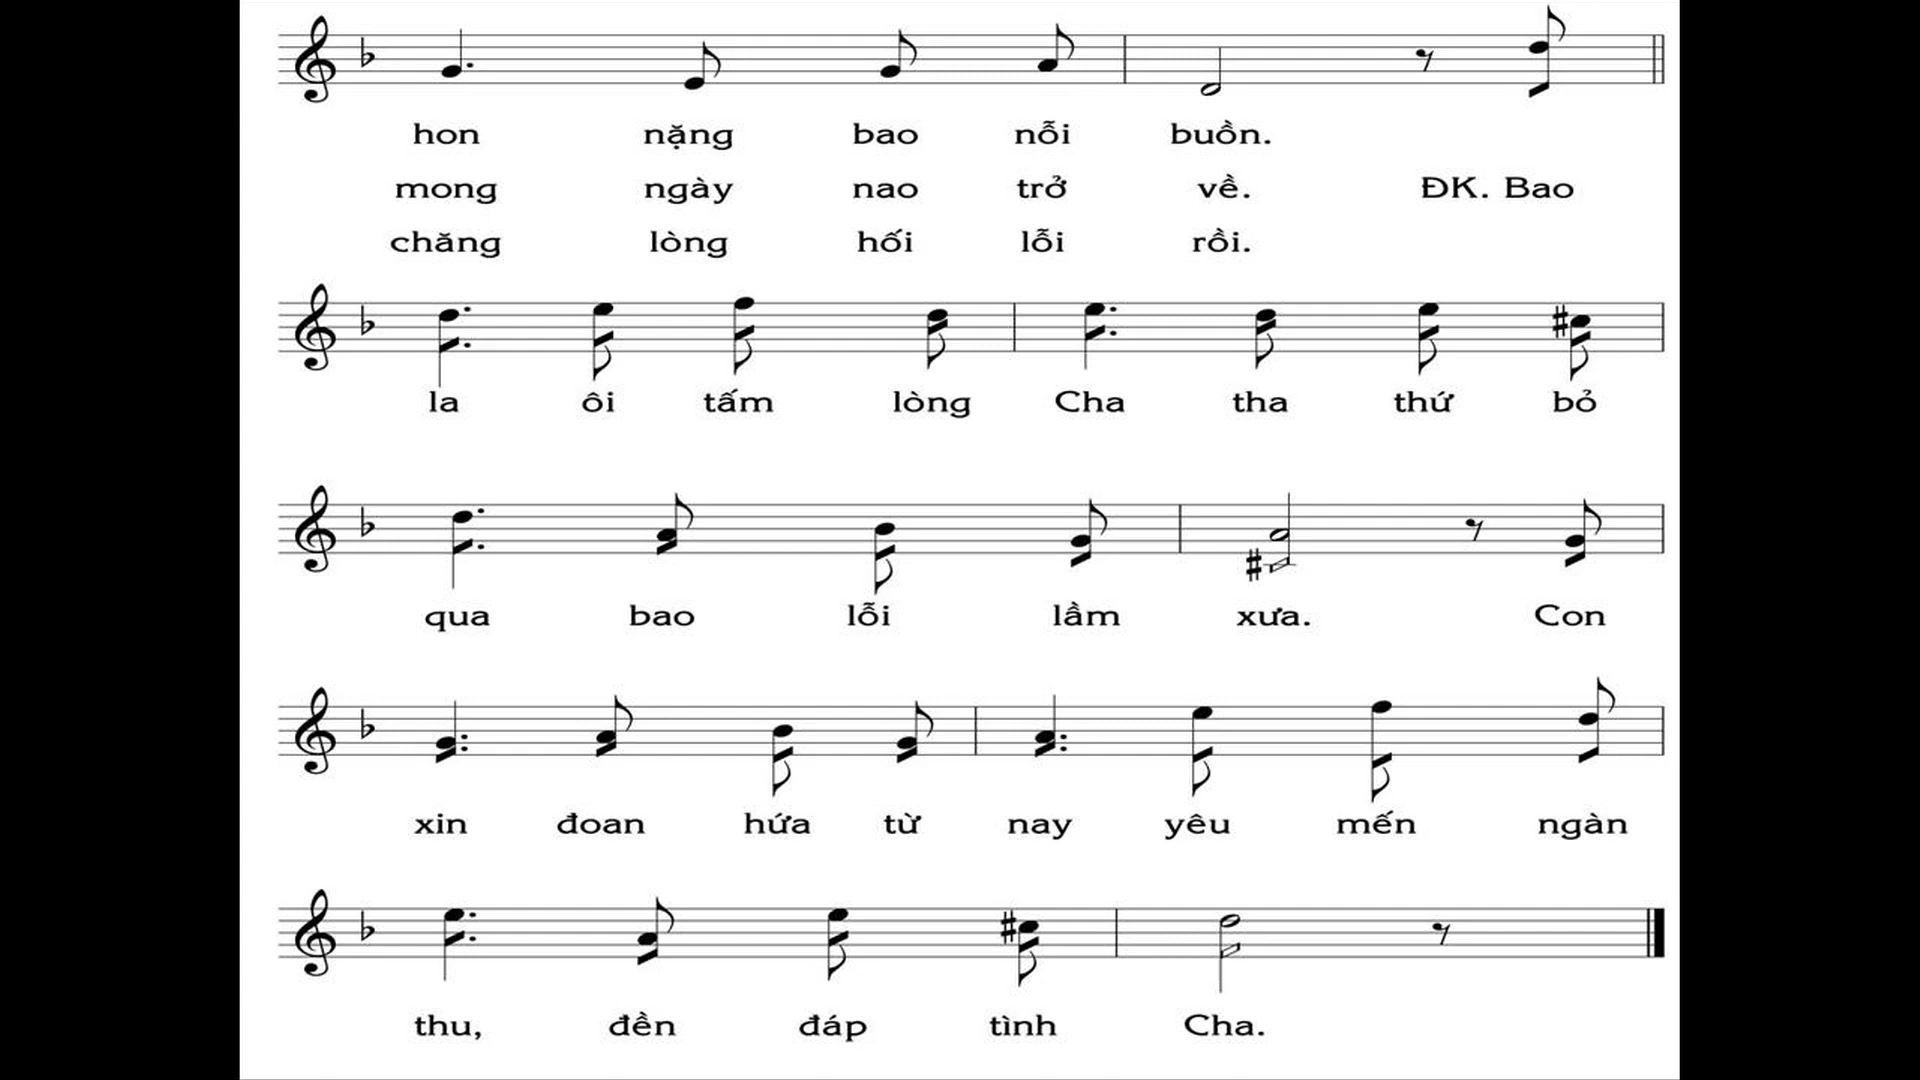 hon nặng bao nỗi buồn.
mong ngày nao trở về. ĐK. Bao
chăng lòng hối lỗi rồi.
la ôi tấm lòng Cha tha thứ bỏ
qua bao lỗi lầm xưa. Con
xin đoan hứa từ nay yêu mến ngàn
thu, đền đáp tình Cha.